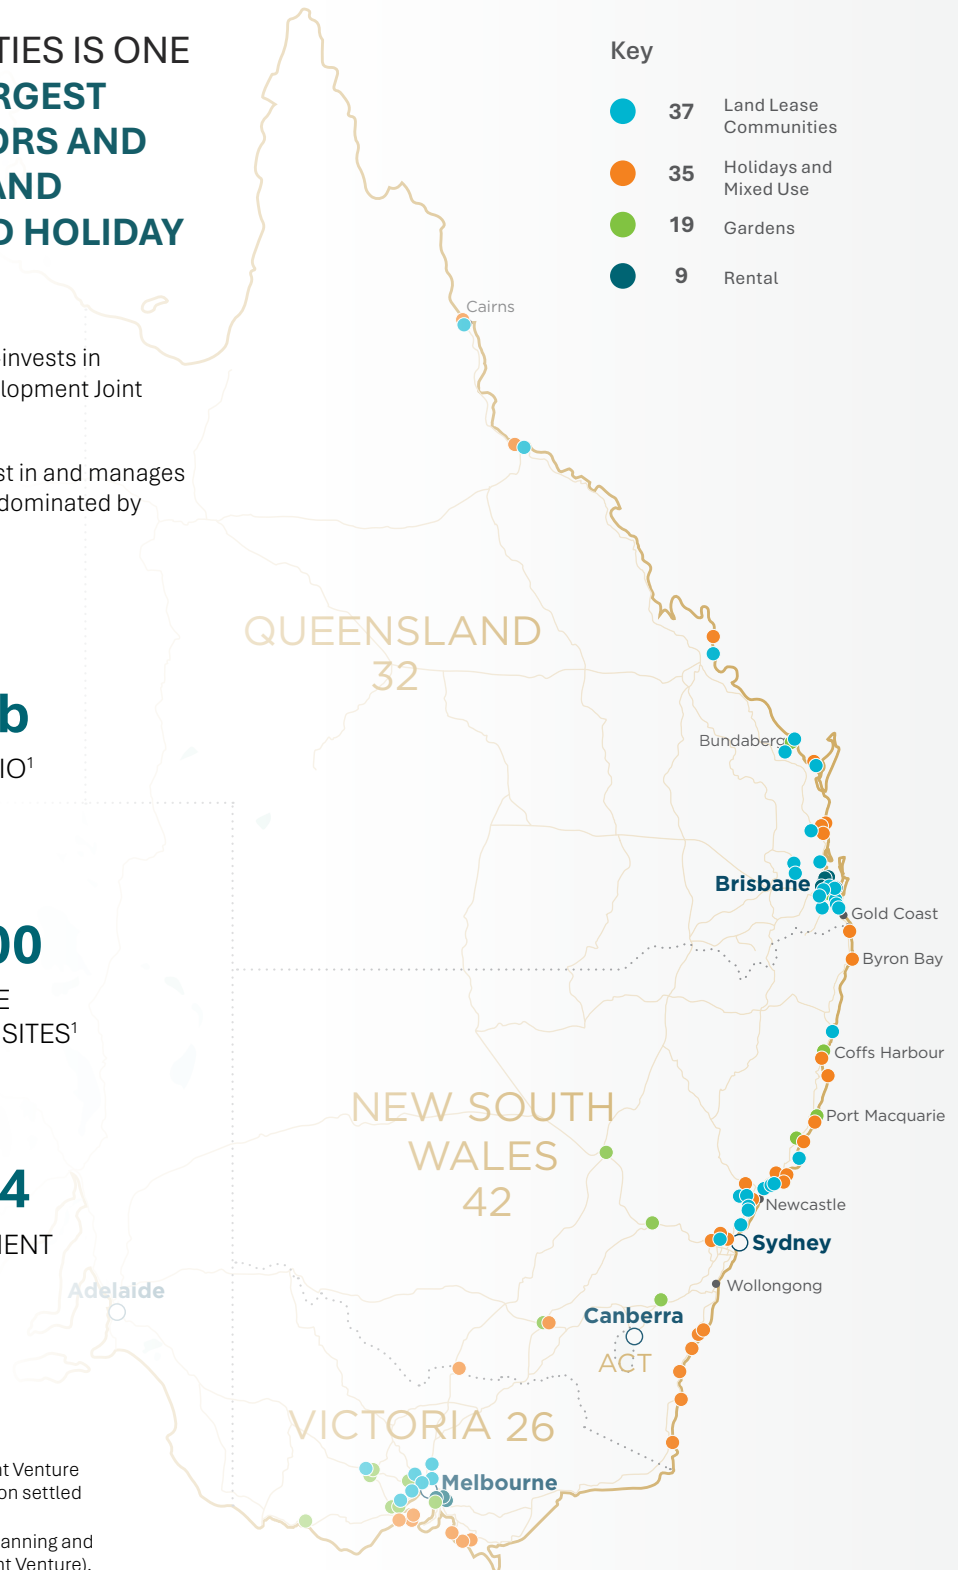 TIES IS ONE
RGEST
ORS AND
AND
D HOLIDAY
invests in
lopment Joint
st in and manages
dominated by
b
IO1
00
E
SITES1
4
MENT
nt Venture
on settled
anning and
nt Venture).
Key
37 Land Lease
Communities
35 Holidays and
Mixed Use
19 Gardens
9 Rental
Cairns
QUEENSLAND
32
Bundaberg
Brisbane
Gold Coast
Byron Bay
Coffs Harbour
NEW SOUTH
WALES
42
Port Macquarie
Newcastle
Sydney
Wollongong
Adelaide
Canberra
ACT
VICTORIA 26
Melbourne